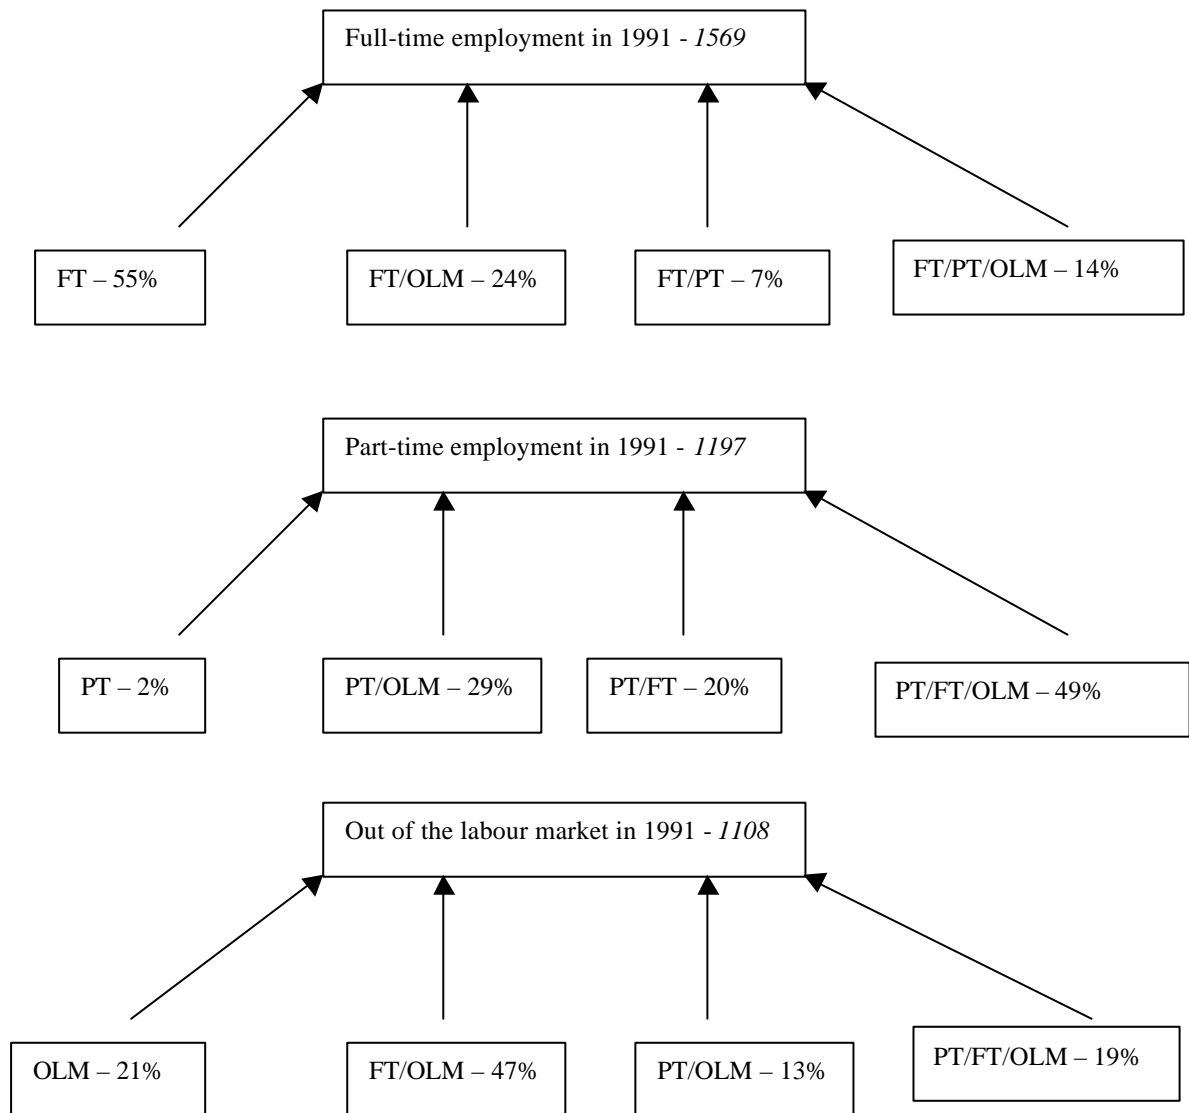 Full-time employment in 1991 - 1569
FT – 55%
FT/OLM – 24%
FT/PT – 7%
FT/PT/OLM – 14%
Part-time employment in 1991 - 1197
PT – 2%
PT/OLM – 29%
PT/FT – 20%
PT/FT/OLM – 49%
Out of the labour market in 1991 - 1108
OLM – 21%
FT/OLM – 47%
PT/OLM – 13%
PT/FT/OLM – 19%